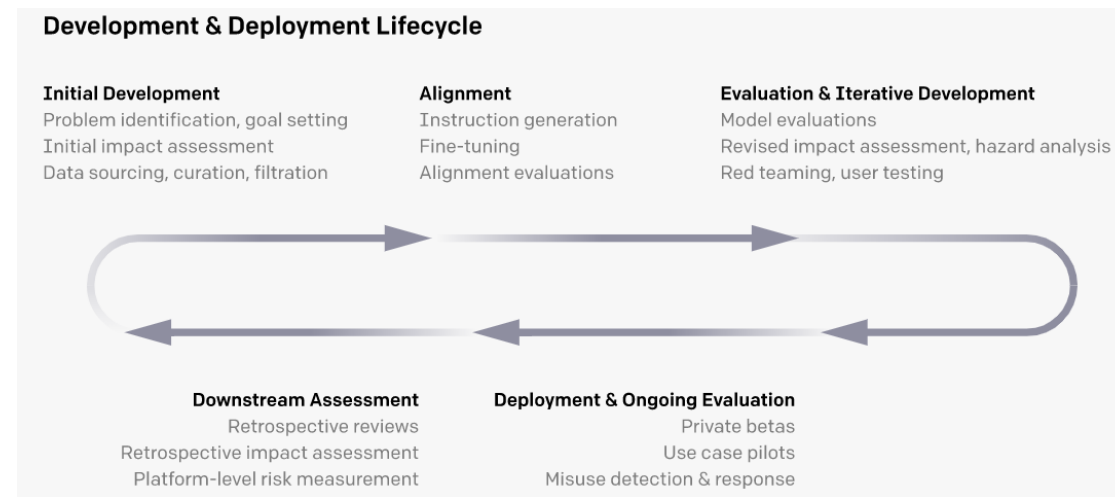 Development & Deployment Lifecycle
Initial Development
Problem identification, goal setting
Initial impact assessment
Data sourcing, curation, filtration
Alignment
Instruction generation
Fine-tuning
Alignment evaluations
Evaluation & Iterative Development
Model evaluations
Revised impact assessment, hazard analysis
Red teaming, user testing
Downstream Assessment
Retrospective reviews
Retrospective impact assessment
Platform-level risk measurement
Deployment & Ongoing Evaluation
Private betas
Use case pilots
Misuse detection & response